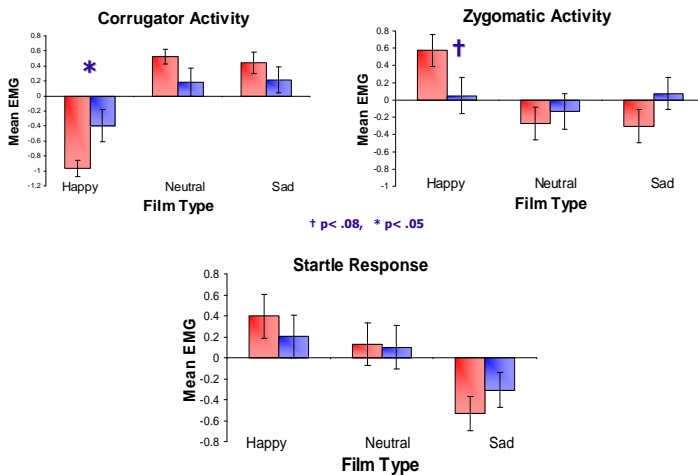 Corrugator Activity
Mean EMG
0.8
0.6
0.4
0.2
0
-0.2
-0.4
-0.6
-0.8
-1
-1.2
*
Happy
Neutral
Sad
Film Type
Zygomatic Activity
Mean EMG
0.8
0.6
0.4
0.2
0
-0.2
-0.4
-0.6
-0.8
-1
†
Happy
Neutral
Sad
Film Type
† p< .08, * p< .05
Startle Response
Mean EMG
0.8
0.6
0.4
0.2
0
-0.2
-0.4
-0.6
-0.8
Happy
Neutral
Sad
Film Type